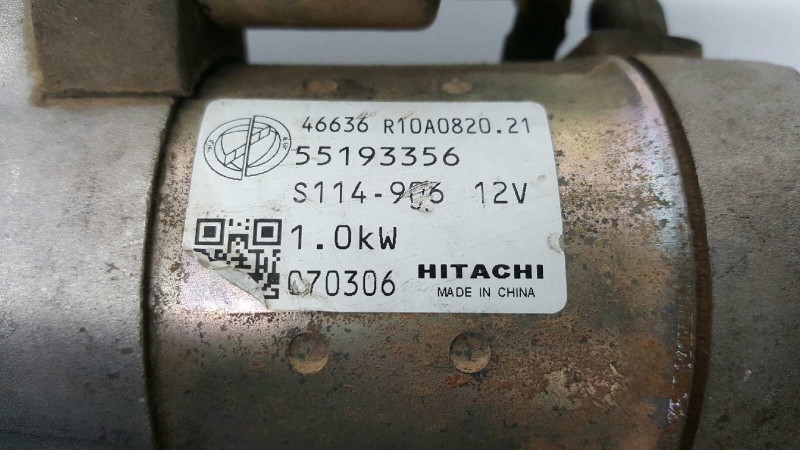 46636 R10A0820.21
55193356
12V
1.0kW
070306 HITACHI
MADE IN CHINA